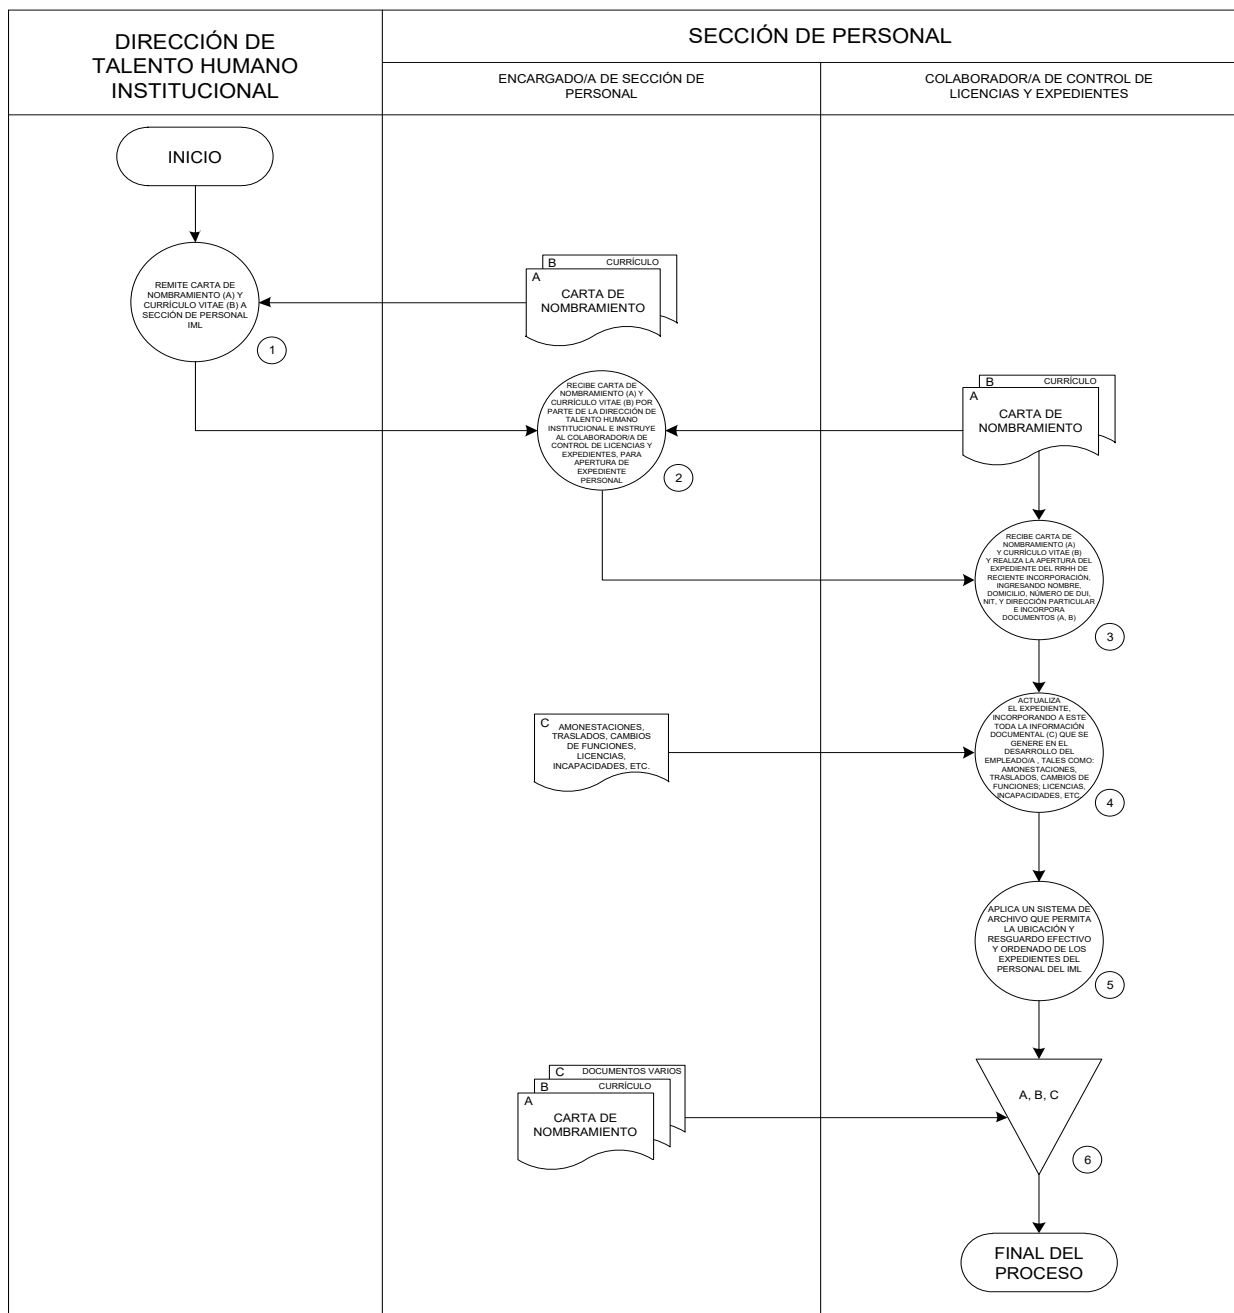 DIRECCIÓN DE
TALENTO HUMANO
INSTITUCIONAL
SECCIÓN DE PERSONAL
ENCARGADO/A DE SECCIÓN DE
PERSONAL
COLABORADOR/A DE CONTROL DE
LICENCIAS Y EXPEDIENTES
INICIO
REMITE CARTA DE
NOMBRAMIENTO (A) Y
CURRÍCULO VITAE (B) A
SECCIÓN DE PERSONAL
IML
1
B CURRÍCULO
A
CARTA DE
NOMBRAMIENTO
RECIBE CARTA DE
NOMBRAMIENTO (A) Y
CURRÍCULO VITAE (B) POR
PARTE DE LA DIRECCIÓN DE
TALENTO HUMANO
INSTITUCIONAL E INSTRUYE
AL COLABORADOR/A DE
CONTROL DE LICENCIAS Y
EXPEDIENTES, PARA
APERTURA DE
EXPEDIENTE
PERSONAL
2
B CURRÍCULO
A
CARTA DE
NOMBRAMIENTO
RECIBE CARTA DE
NOMBRAMIENTO (A)
Y CURRÍCULO VITAE (B)
Y REALIZA LA APERTURA DEL
EXPEDIENTE DEL RRHH DE
RECIENTE INCORPORACIÓN,
INGRESANDO NOMBRE,
DOMICILIO, NÚMERO DE DUI,
NIT, Y DIRECCIÓN PARTICULAR
E INCORPORA
DOCUMENTOS (A, B)
3
C
AMONESTACIONES,
TRASLADOS, CAMBIOS
DE FUNCIONES,
LICENCIAS,
INCAPACIDADES, ETC.
ACTUALIZA
EL EXPEDIENTE,
INCORPORANDO A ESTE
TODA LA INFORMACIÓN
DOCUMENTAL (C) QUE SE
GENERE EN EL
DESARROLLO DEL
EMPLEADO/A , TALES COMO:
AMONESTACIONES,
TRASLADOS, CAMBIOS DE
FUNCIONES; LICENCIAS,
INCAPACIDADES, ETC.
4
APLICA UN SISTEMA DE
ARCHIVO QUE PERMITA
LA UBICACIÓN Y
RESGUARDO EFECTIVO
Y ORDENADO DE LOS
EXPEDIENTES DEL
PERSONAL DEL IML
5
C DOCUMENTOS VARIOS
B CURRÍCULO
A
CARTA DE
NOMBRAMIENTO
A, B, C
6
FINAL DEL
PROCESO